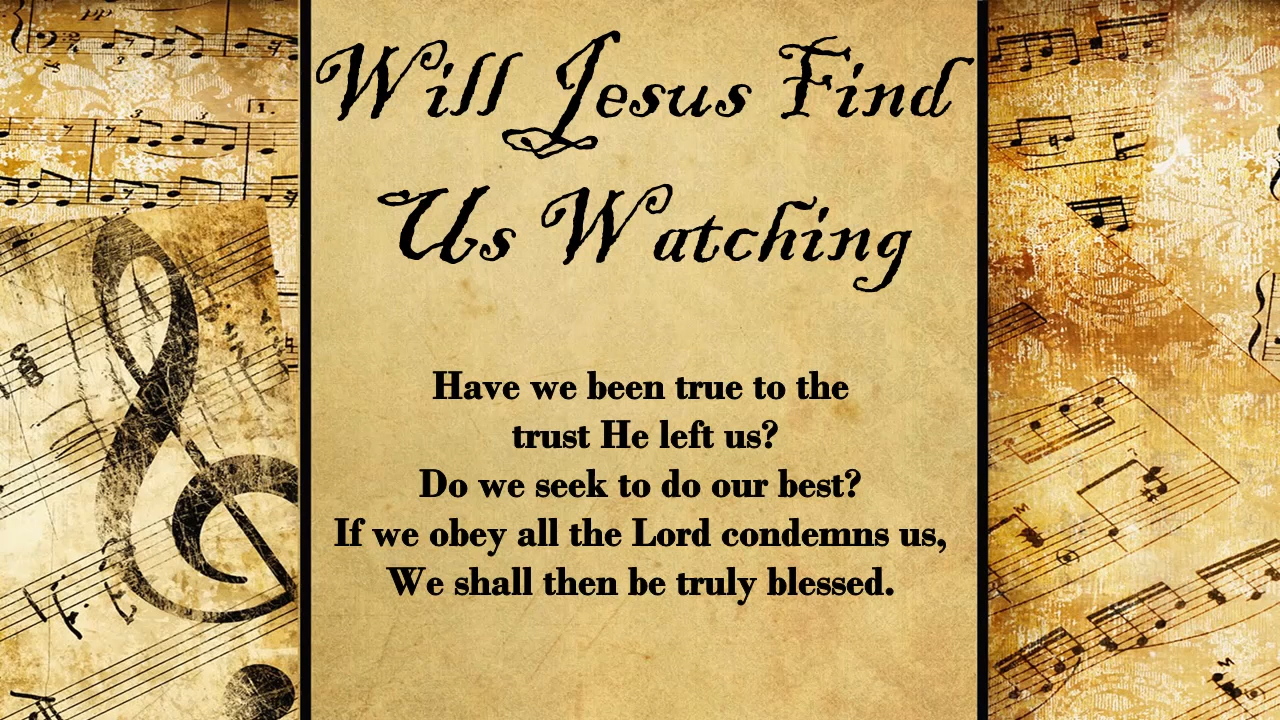 Will Jesus Find
Us Watching
Have we been true to the
trust He left us?
Do we seek to do our best?
If we obey all the Lord condemns us,
We shall then be truly blessed.